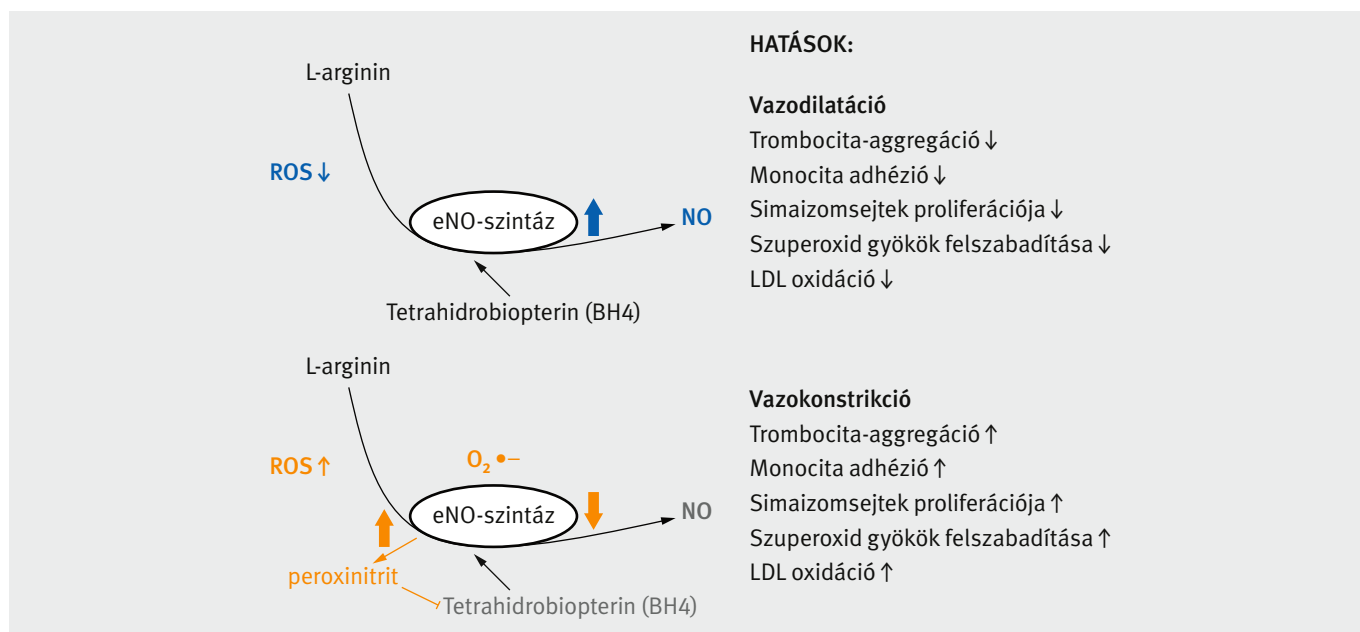 L-arginin
ROS ↓
eNO-szintáz
NO
Tetrahidrobiopterin (BH4)
HATÁSOK:
Vazodilatáció
Trombocita-aggregáció ↓
Monocita adhézió ↓
Simaizomsejtek proliferációja ↓
Szuperoxid gyökök felszabadítása ↓
LDL oxidáció ↓
L-arginin
ROS ↑
O₂ •–
eNO-szintáz
NO
peroxinitrit
Tetrahidrobiopterin (BH4)
Vazokonstrikció
Trombocita-aggregáció ↑
Monocita adhézió ↑
Simaizomsejtek proliferációja ↑
Szuperoxid gyökök felszabadítása ↑
LDL oxidáció ↑